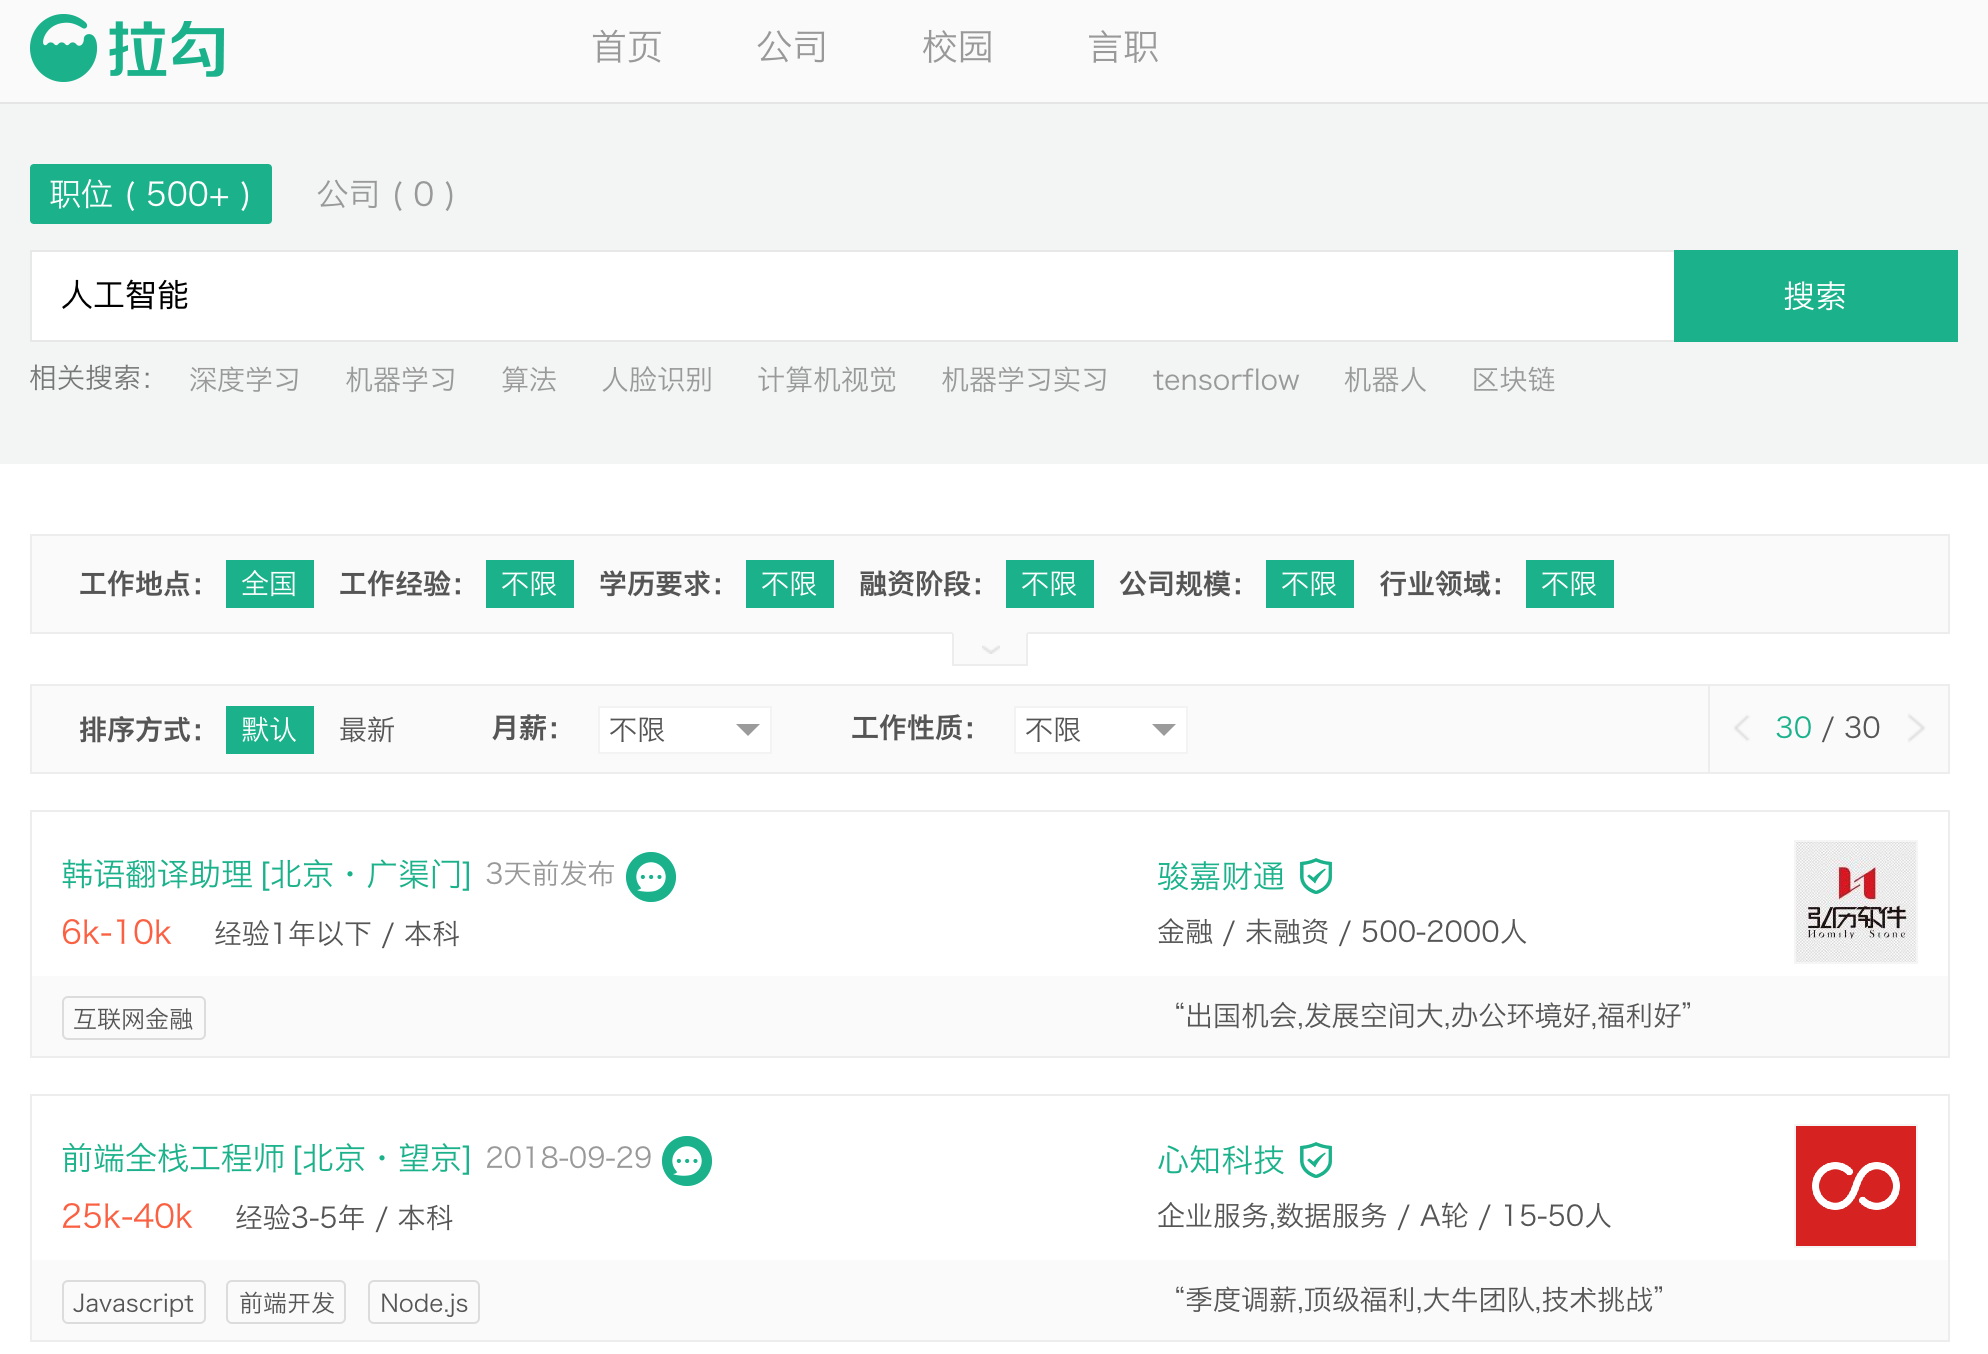 拉勾 首页 公司 校园 言职
职位 ( 500+ ) 公司 ( 0 )
人工智能 搜索
相关搜索： 深度学习 机器学习 算法 人脸识别 计算机视觉 机器学习实习 tensorflow 机器人 区块链
工作地点： 全国 工作经验： 不限 学历要求： 不限 融资阶段： 不限 公司规模： 不限 行业领域： 不限
排序方式： 默认 最新 月薪： 不限 工作性质： 不限 30 / 30
韩语翻译助理 [北京・广渠门] 3天前发布 骏嘉财通
6k-10k 经验1年以下 / 本科 金融 / 未融资 / 500-2000人
弘历软件
Homily Stone
互联网金融 “出国机会,发展空间大,办公环境好,福利好”
前端全栈工程师 [北京・望京] 2018-09-29 心知科技
25k-40k 经验3-5年 / 本科 企业服务,数据服务 / A轮 / 15-50人
Javascript 前端开发 Node.js “季度调薪,顶级福利,大牛团队,技术挑战”